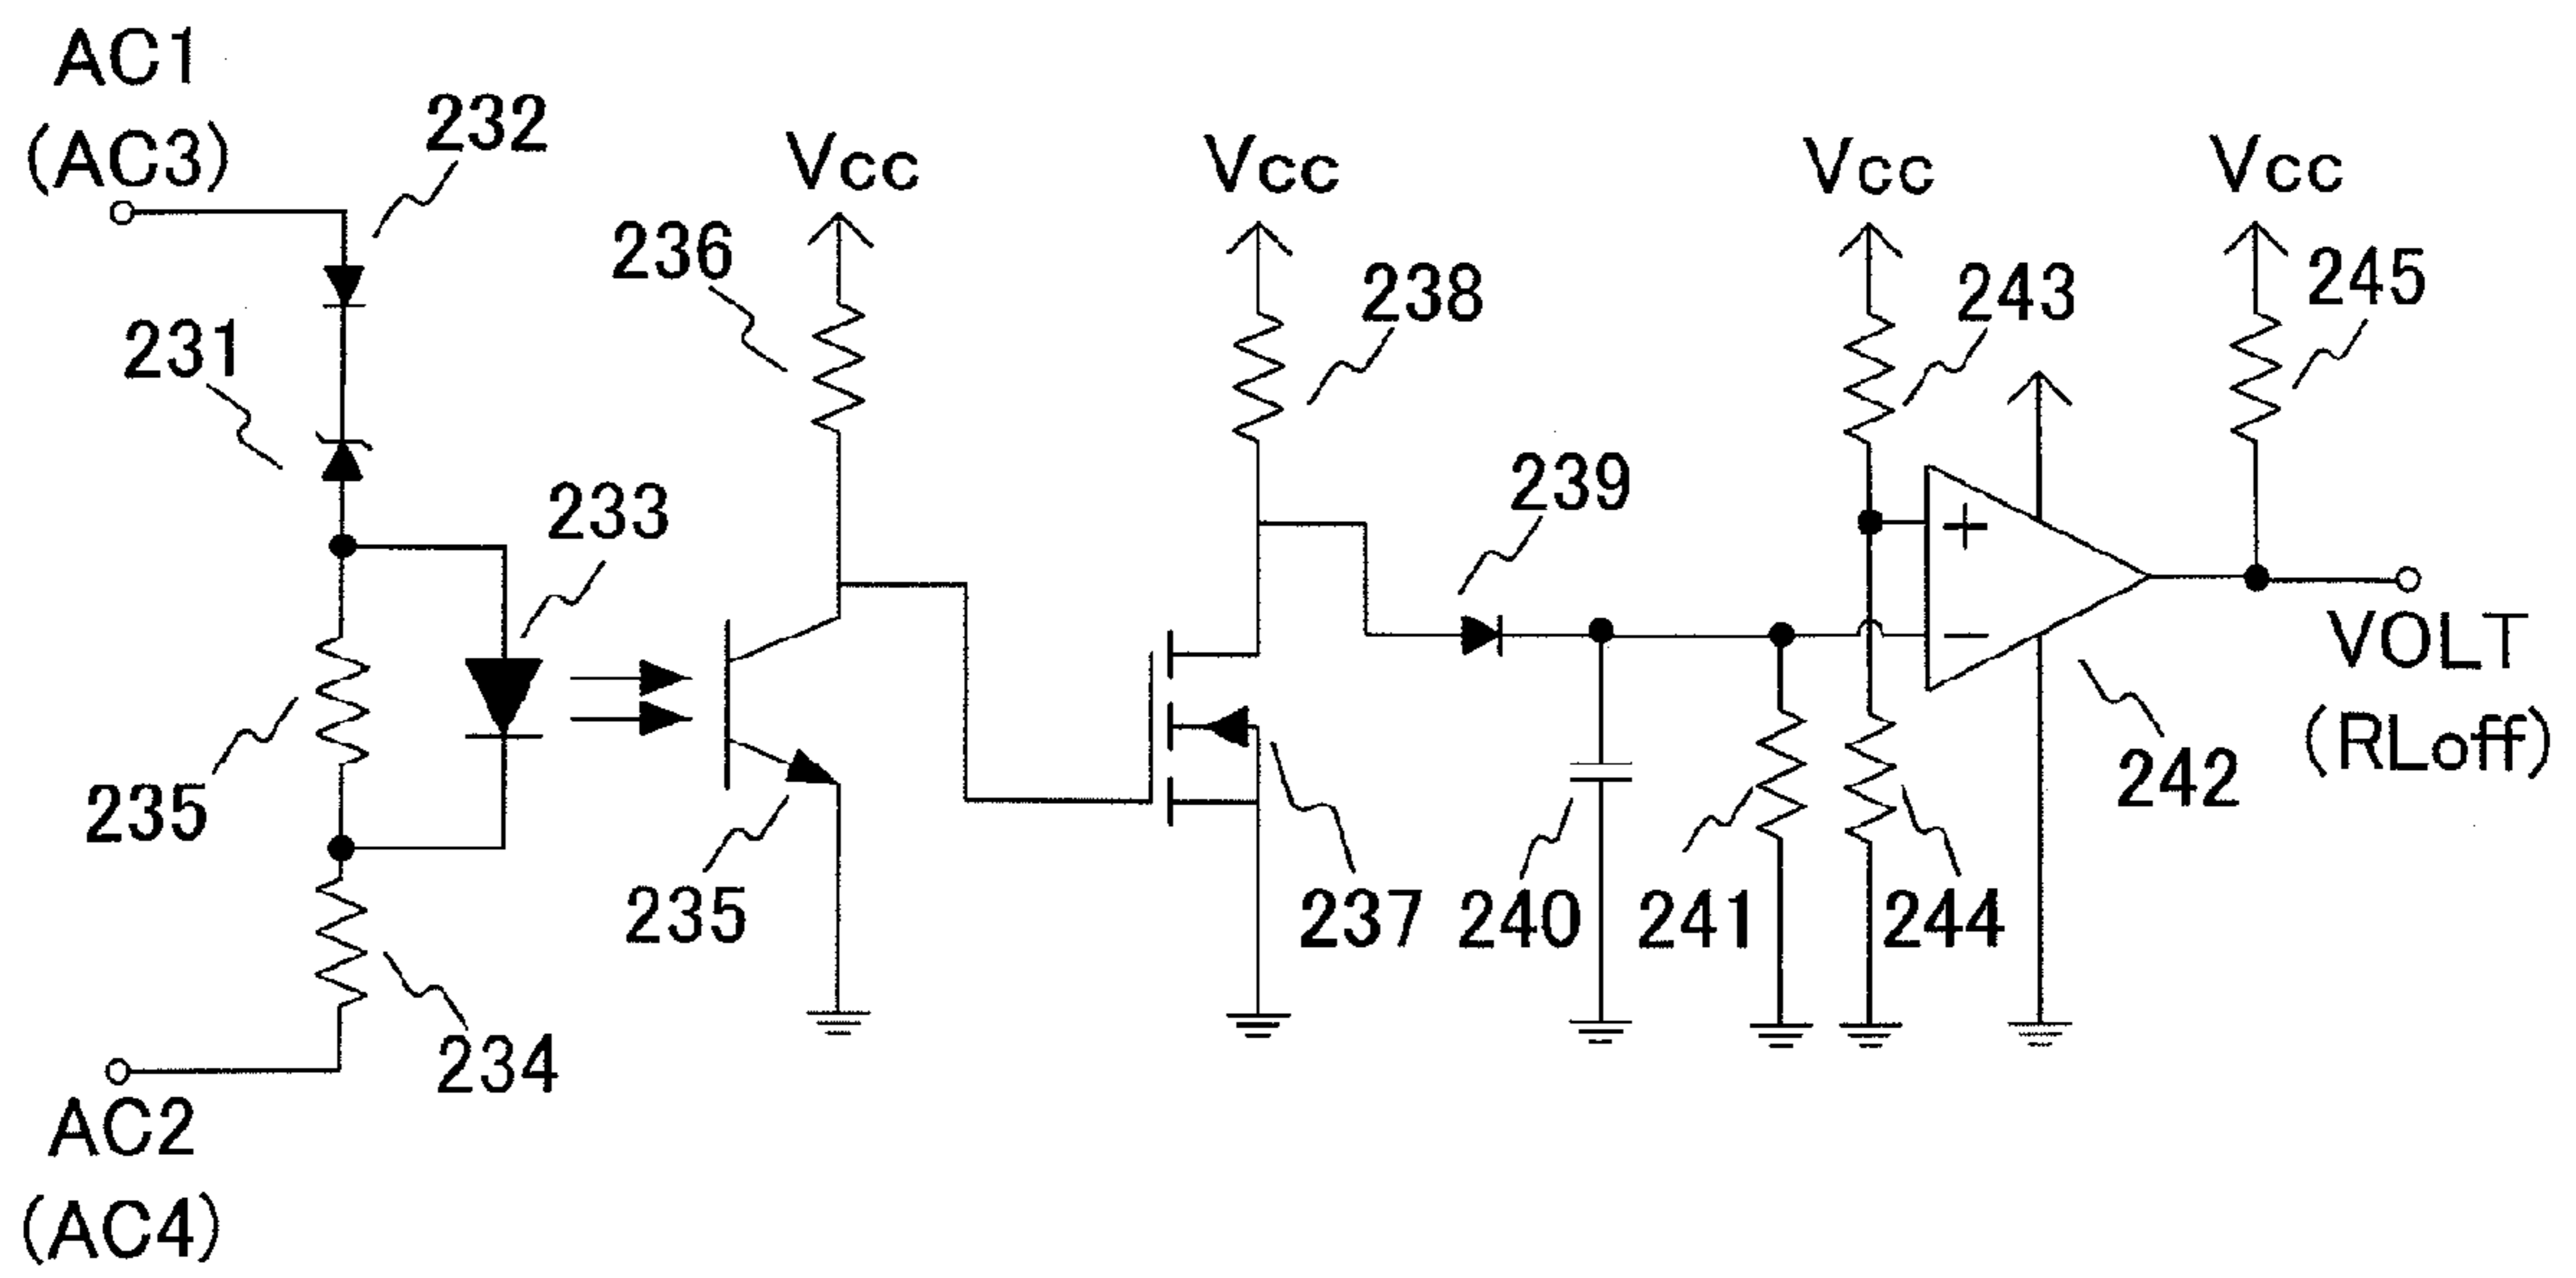 AC1
(AC3)
232
Vcc
Vcc
Vcc
Vcc
236
238
243
245
231
233
239
+
−
VOLT
(RLoff)
235
235
237
240
241
244
242
234
AC2
(AC4)